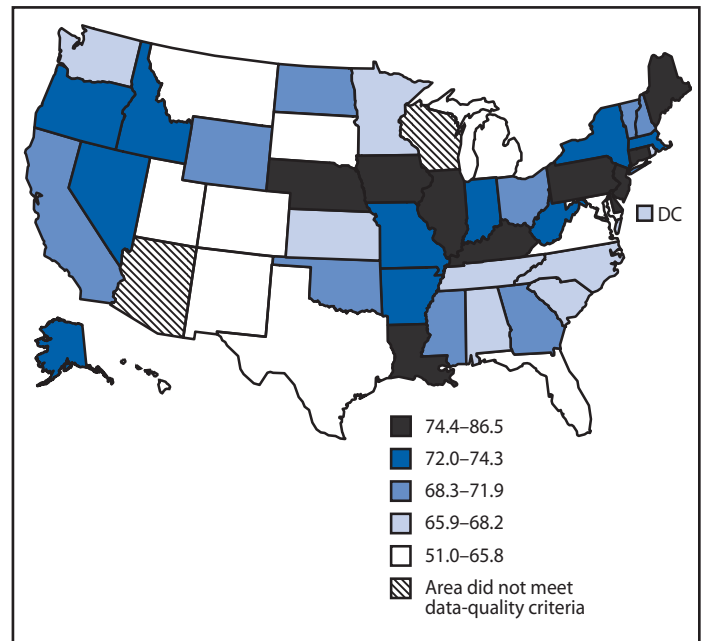 DC
74.4–86.5
72.0–74.3
68.3–71.9
65.9–68.2
51.0–65.8
Area did not meet
data-quality criteria